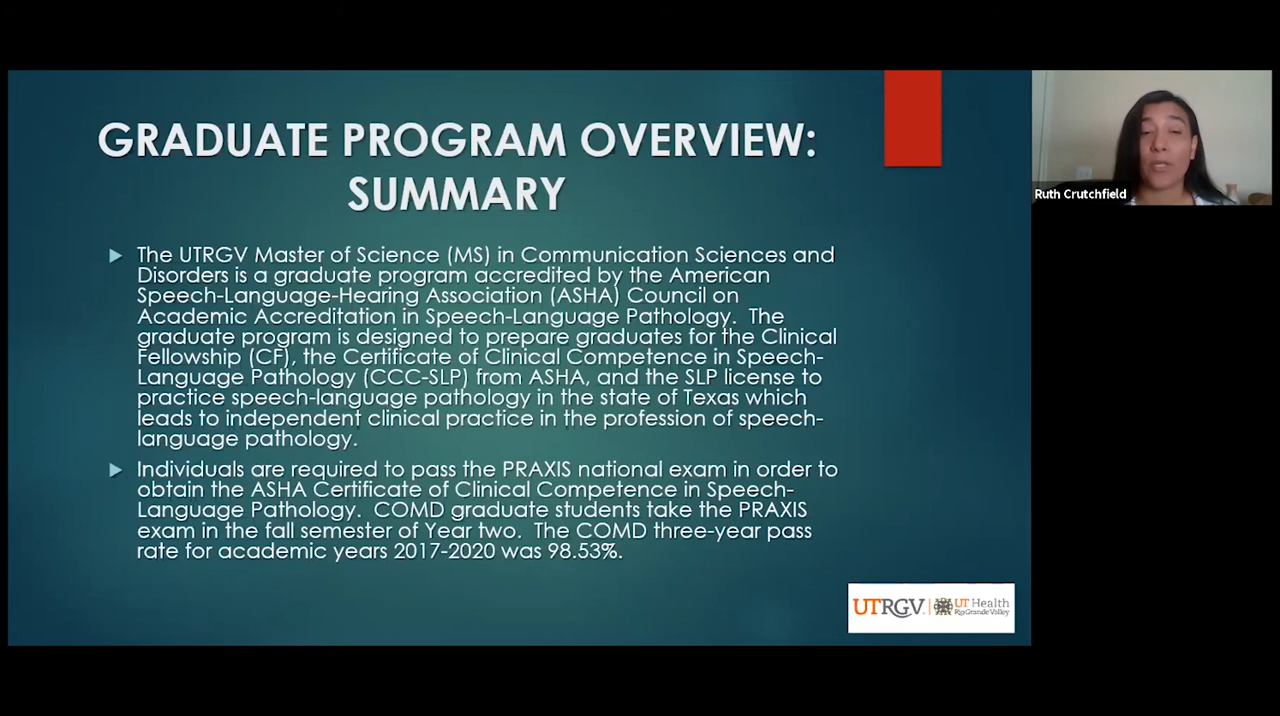 GRADUATE PROGRAM OVERVIEW:
SUMMARY
The UTRGV Master of Science (MS) in Communication Sciences and
Disorders is a graduate program accredited by the American
Speech-Language-Hearing Association (ASHA) Council on
Academic Accreditation in Speech-Language Pathology. The
graduate program is designed to prepare graduates for the Clinical
Fellowship (CF), the Certificate of Clinical Competence in Speech-
Language Pathology (CCC-SLP) from ASHA, and the SLP license to
practice speech-language pathology in the state of Texas which
leads to independent clinical practice in the profession of speech-
language pathology.
Individuals are required to pass the PRAXIS national exam in order to
obtain the ASHA Certificate of Clinical Competence in Speech-
Language Pathology. COMD graduate students take the PRAXIS
exam in the fall semester of Year two. The COMD three-year pass
rate for academic years 2017-2020 was 98.53%.
UTRGV
UT Health
Rio Grande Valley
Ruth Crutchfield